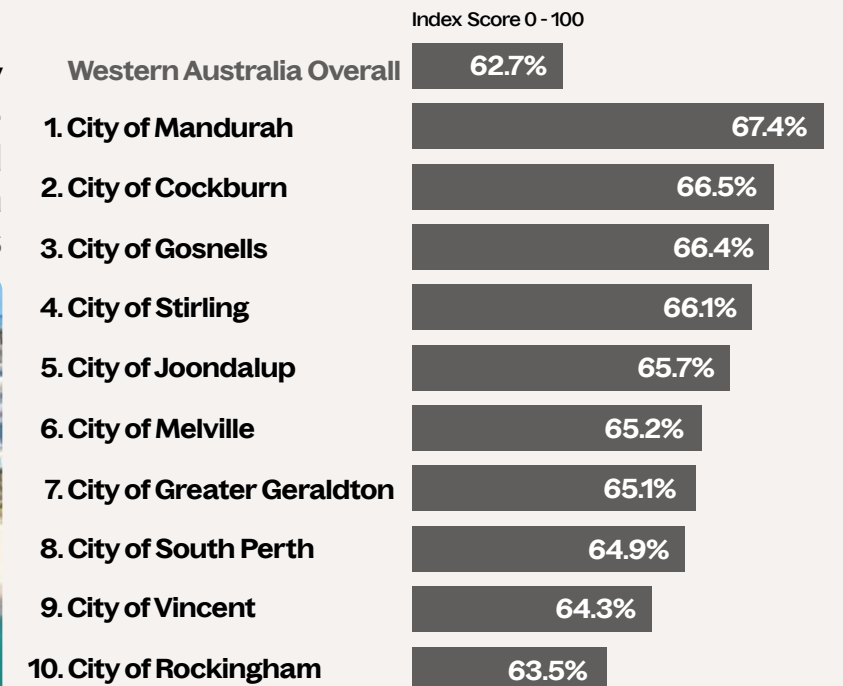 Index Score 0 - 100
Western Australia Overall 62.7%
1. City of Mandurah 67.4%
2. City of Cockburn 66.5%
3. City of Gosnells 66.4%
4. City of Stirling 66.1%
5. City of Joondalup 65.7%
6. City of Melville 65.2%
7. City of Greater Geraldton 65.1%
8. City of South Perth 64.9%
9. City of Vincent 64.3%
10. City of Rockingham 63.5%